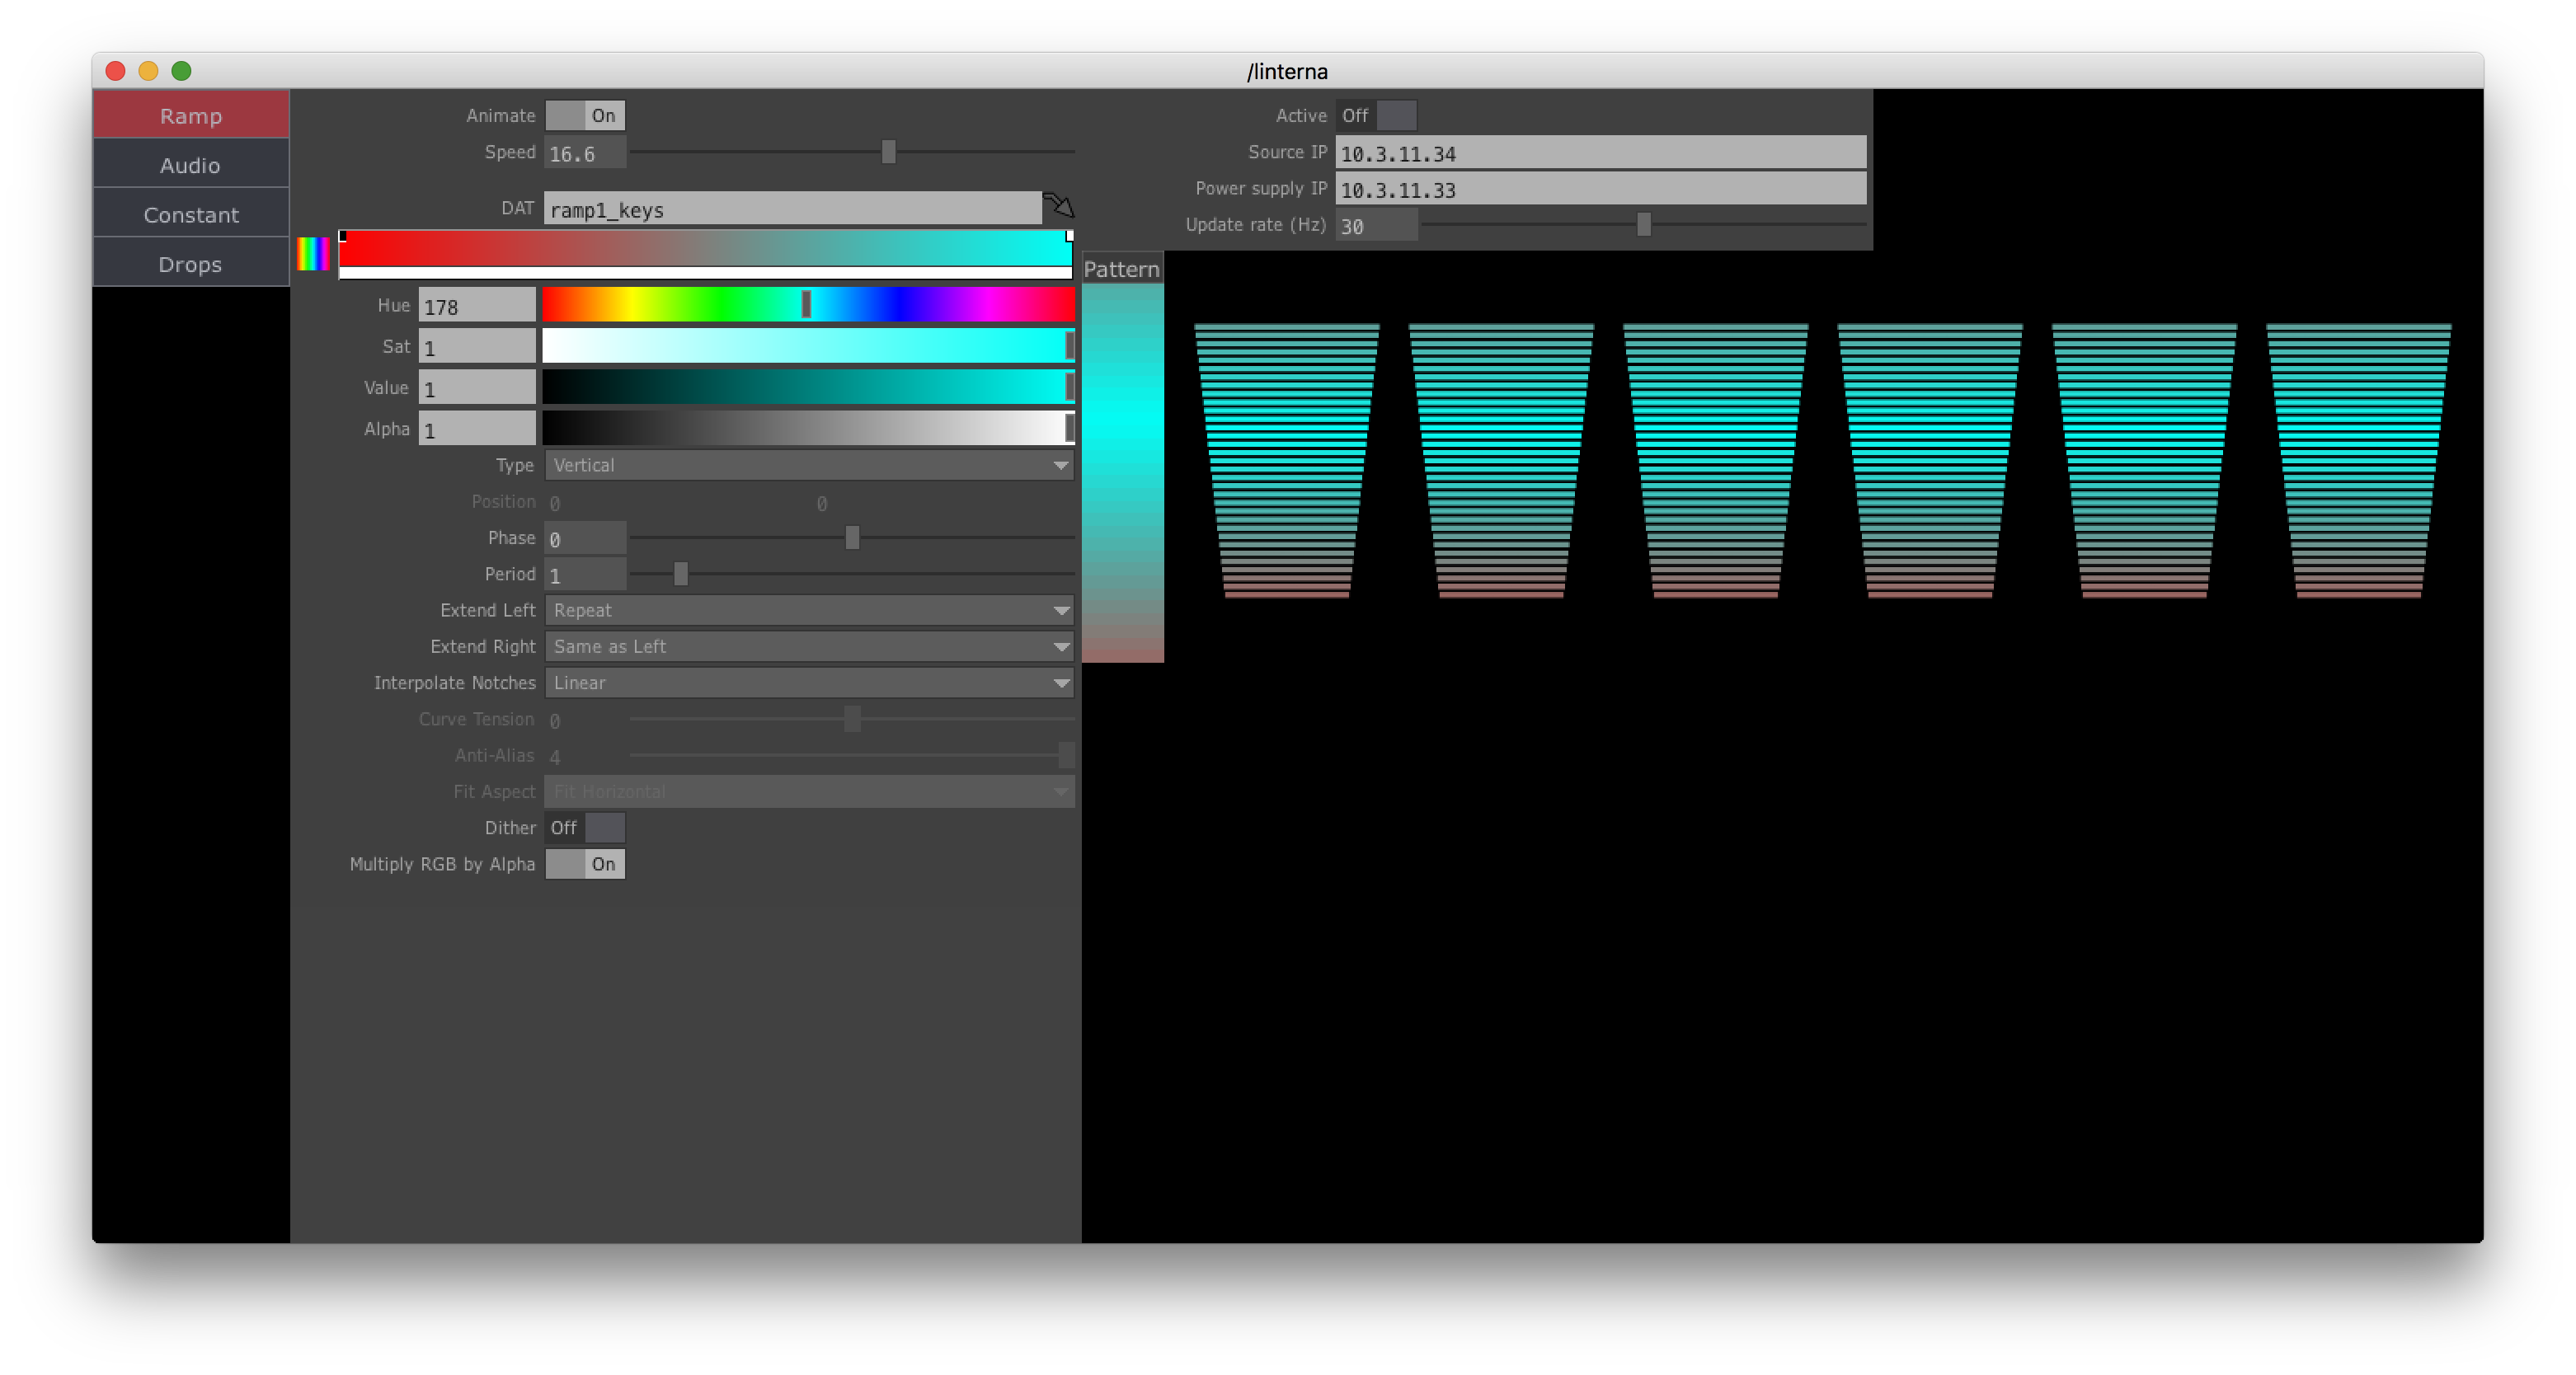 /linterna
Ramp
Audio
Constant
Drops
Animate On
Speed 16.6
DAT ramp1_keys
Hue 178
Sat 1
Value 1
Alpha 1
Type Vertical
Position 0 0
Phase 0
Period 1
Extend Left Repeat
Extend Right Same as Left
Interpolate Notches Linear
Curve Tension 0
Anti-Alias 4
Fit Aspect Fit Horizontal
Dither Off
Multiply RGB by Alpha On
Active Off
Source IP 10.3.11.34
Power supply IP 10.3.11.33
Update rate (Hz) 30
Pattern